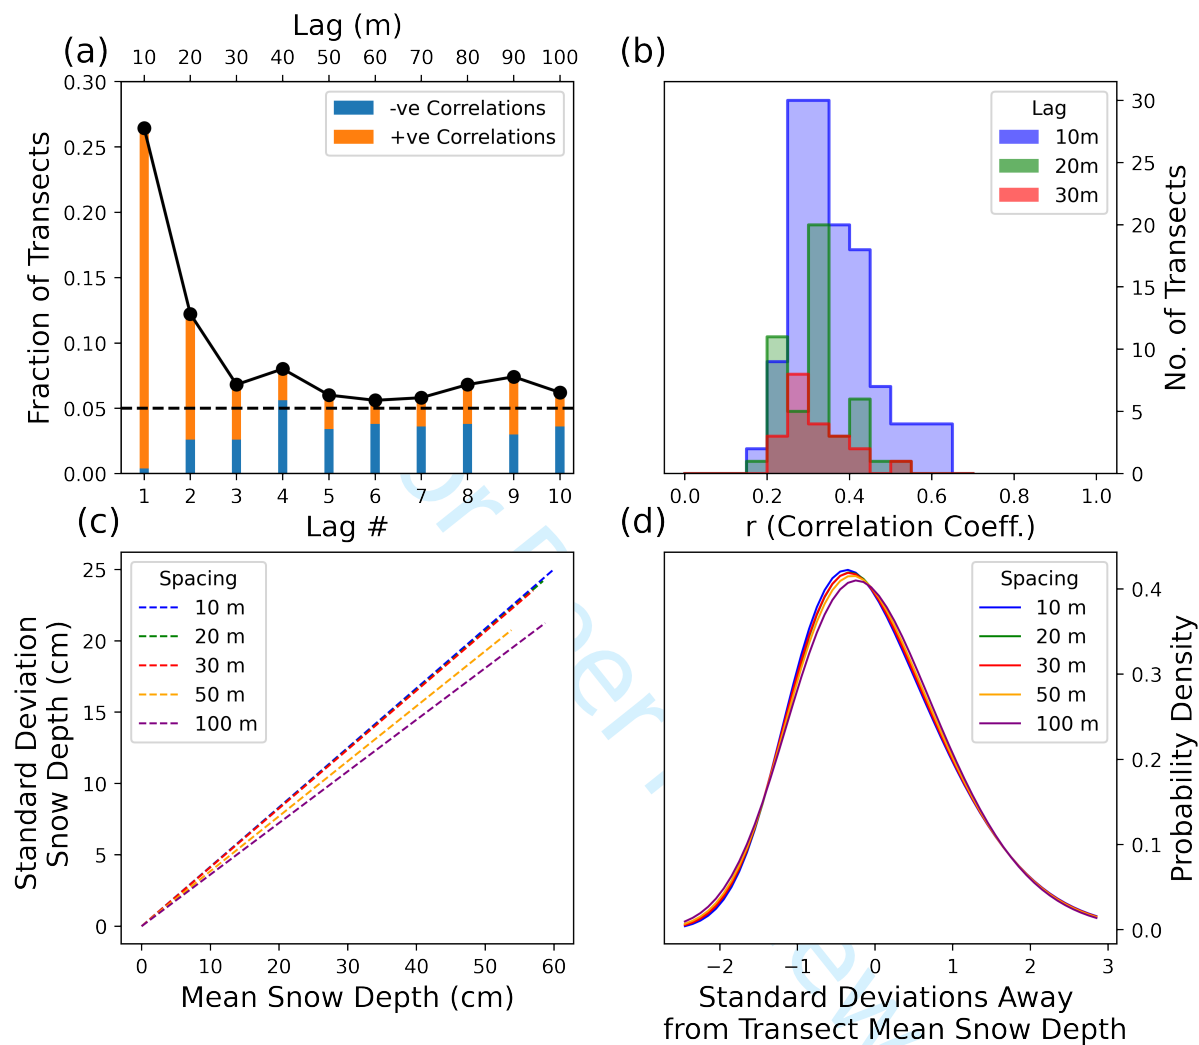 (a)
Lag (m)
10 20 30 40 50 60 70 80 90 100
0.30
0.25
0.20
0.15
0.10
0.05
0.00
Fraction of Transects
-ve Correlations
+ve Correlations
1 2 3 4 5 6 7 8 9 10
Lag #
(b)
Lag
10m
20m
30m
30
25
20
15
10
5
0
No. of Transects
0.0 0.2 0.4 0.6 0.8 1.0
r (Correlation Coeff.)
(c)
Spacing
10 m
20 m
30 m
50 m
100 m
25
20
15
10
5
0
Standard Deviation
Snow Depth (cm)
0 10 20 30 40 50 60
Mean Snow Depth (cm)
(d)
Spacing
10 m
20 m
30 m
50 m
100 m
0.4
0.3
0.2
0.1
0.0
Probability Density
−2 −1 0 1 2 3
Standard Deviations Away
from Transect Mean Snow Depth